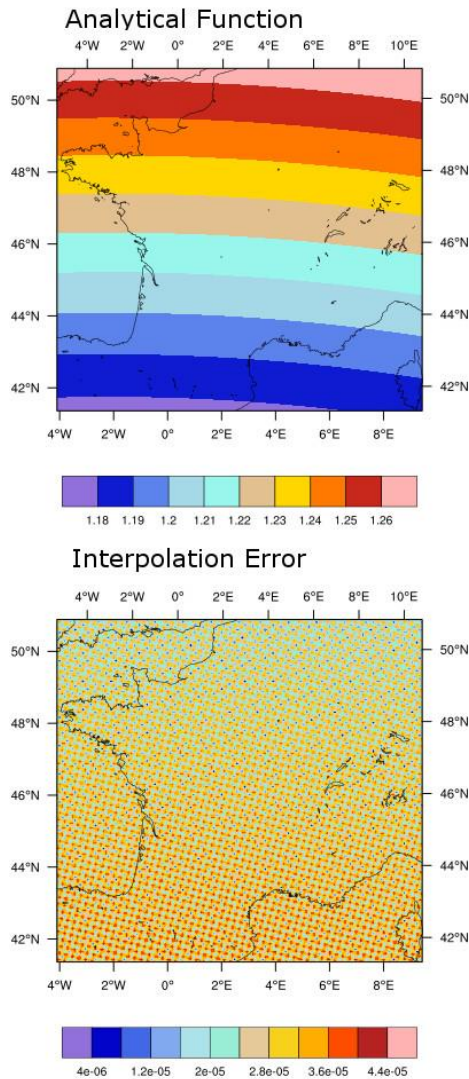 Analytical Function
4°W 2°W 0°E 2°E 4°E 6°E 8°E 10°E
50°N 50°N
48°N 48°N
46°N 46°N
44°N 44°N
42°N 42°N
4°W 2°W 0°E 2°E 4°E 6°E 8°E
1.18 1.19 1.2 1.21 1.22 1.23 1.24 1.25 1.26
Interpolation Error
4°W 2°W 0°E 2°E 4°E 6°E 8°E 10°E
50°N 50°N
48°N 48°N
46°N 46°N
44°N 44°N
42°N 42°N
4°W 2°W 0°E 2°E 4°E 6°E 8°E
4e-06 1.2e-05 2e-05 2.8e-05 3.6e-05 4.4e-05